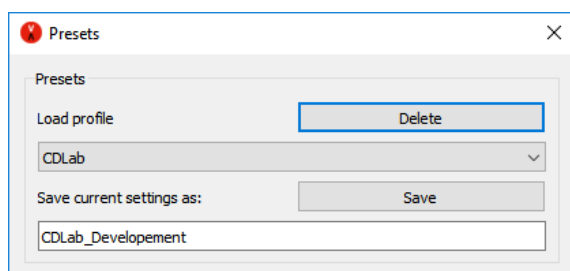 Presets
Presets
Load profile Delete
CDLab
Save current settings as: Save
CDLab_Developement